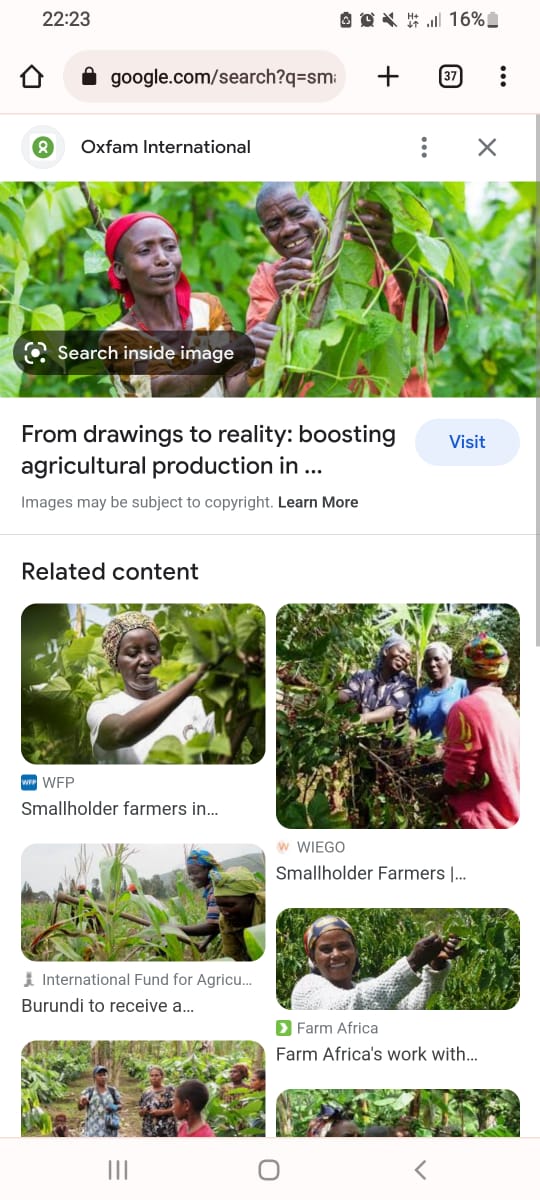 22:23
16%
google.com/search?q=sm
37
Oxfam International
Search inside image
From drawings to reality: boosting
agricultural production in ...
Visit
Images may be subject to copyright. Learn More
Related content
WFP WFP
Smallholder farmers in...
W WIEGO
Smallholder Farmers |...
International Fund for Agricu...
Burundi to receive a...
Farm Africa
Farm Africa's work with...